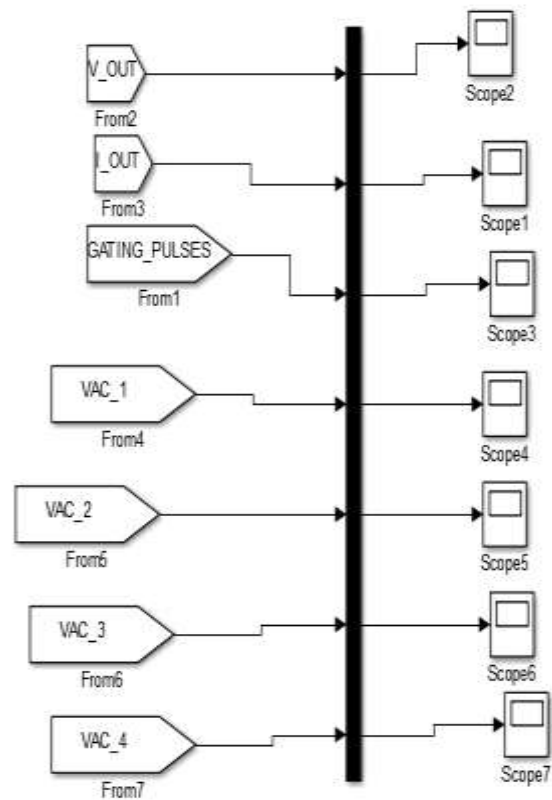 V_OUT
From2
Scope2
I_OUT
From3
Scope1
GATING_PULSES
From1
Scope3
VAC_1
From4
Scope4
VAC_2
From5
Scope5
VAC_3
From6
Scope6
VAC_4
From7
Scope7